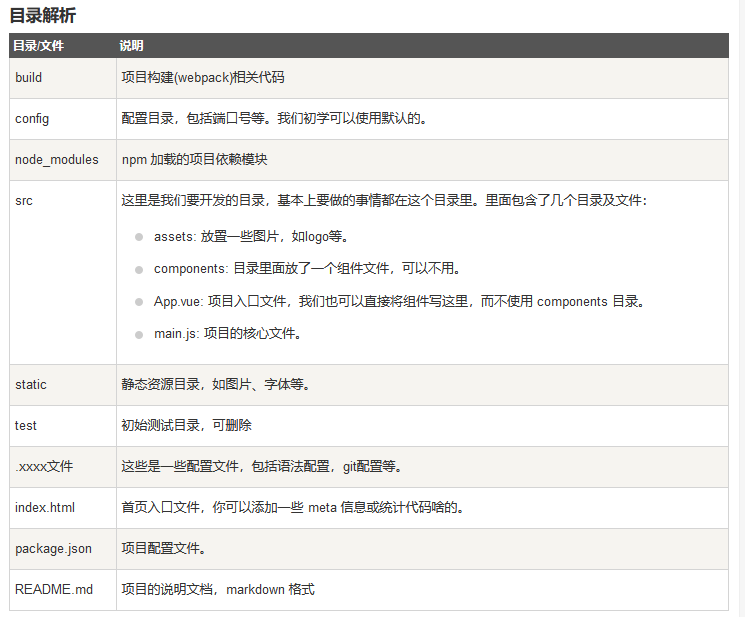 目录解析
目录/文件 说明
build 项目构建(webpack)相关代码
config 配置目录，包括端口号等。我们初学可以使用默认的。
node_modules npm 加载的项目依赖模块
src 这里是我们要开发的目录，基本上要做的事情都在这个目录里。里面包含了几个目录及文件：
assets: 放置一些图片，如logo等。
components: 目录里面放了一个组件文件，可以不用。
App.vue: 项目入口文件，我们也可以直接将组件写这里，而不使用 components 目录。
main.js: 项目的核心文件。
static 静态资源目录，如图片、字体等。
test 初始测试目录，可删除
.xxxx文件 这些是一些配置文件，包括语法配置，git配置等。
index.html 首页入口文件，你可以添加一些 meta 信息或统计代码啥的。
package.json 项目配置文件。
README.md 项目的说明文档，markdown 格式